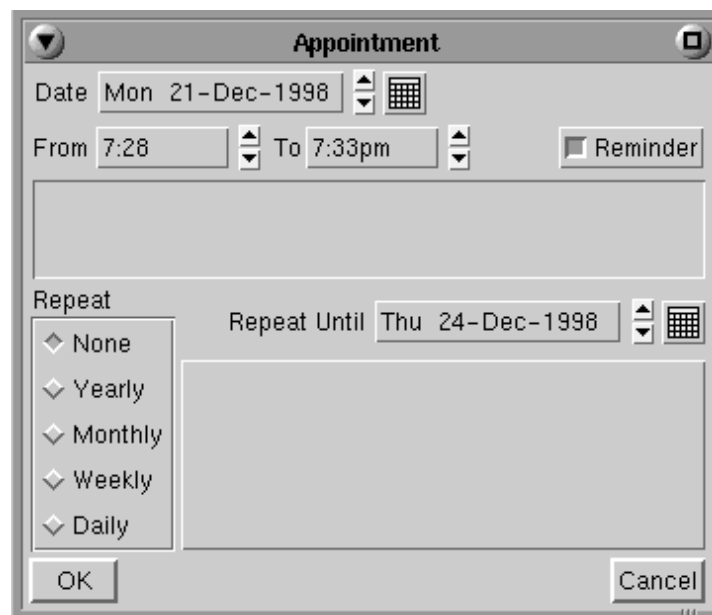 Appointment
Date Mon 21-Dec-1998
From 7:28 To 7:33pm Reminder
Repeat
Repeat Until Thu 24-Dec-1998
None
Yearly
Monthly
Weekly
Daily
OK Cancel